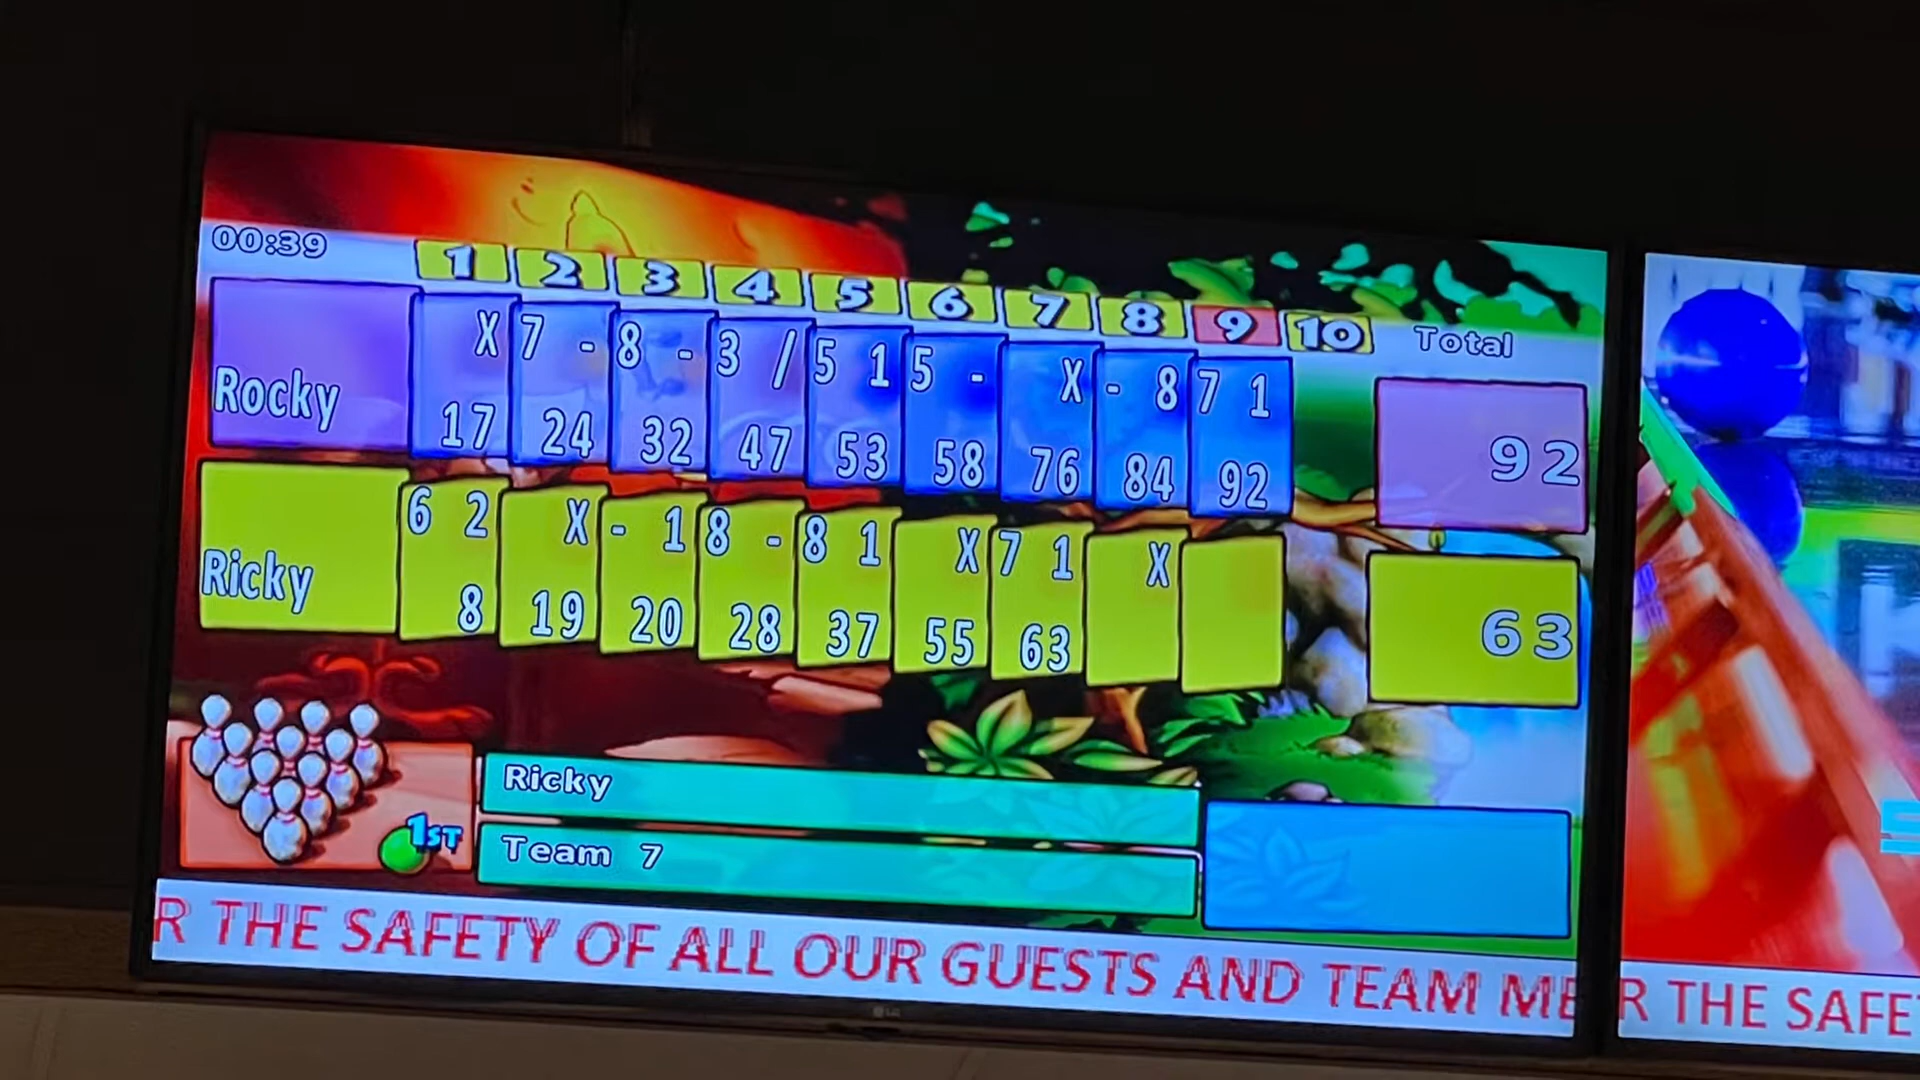 00:39
1 2 3 4 5 6 7 8 9 10 Total
X 7 - 8 - 3 / 5 1 5 - X - 8 7 1
Rocky 17 24 32 47 53 58 76 84 92 92
6 2 X - 1 8 - 8 1 X 7 1 X
Ricky 8 19 20 28 37 55 63 63
Ricky
1ST
Team 7
R THE SAFETY OF ALL OUR GUESTS AND TEAM ME
R THE SAFE
LG